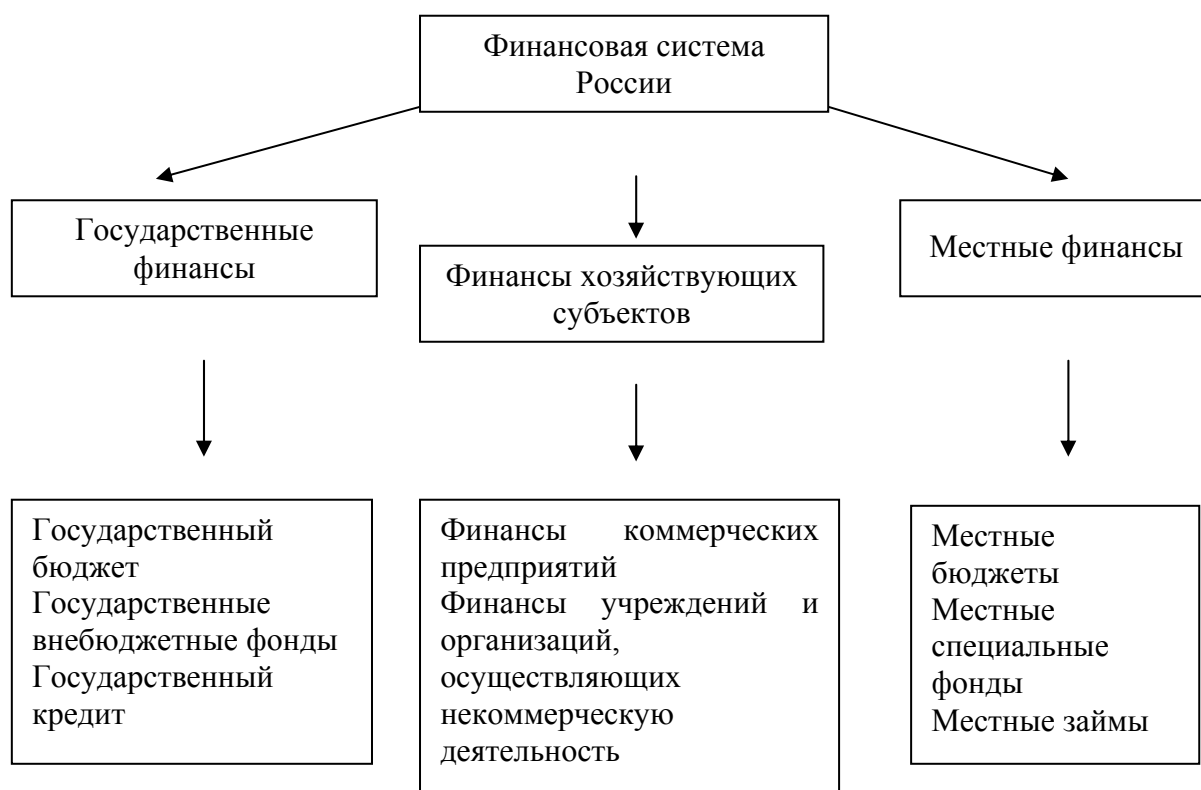 Финансовая система
России
Государственные
финансы
Финансы хозяйствующих
субъектов
Местные финансы
Государственный
бюджет
Государственные
внебюджетные фонды
Государственный
кредит
Финансы коммерческих
предприятий
Финансы учреждений и
организаций,
осуществляющих
некоммерческую
деятельность
Местные
бюджеты
Местные
специальные
фонды
Местные займы